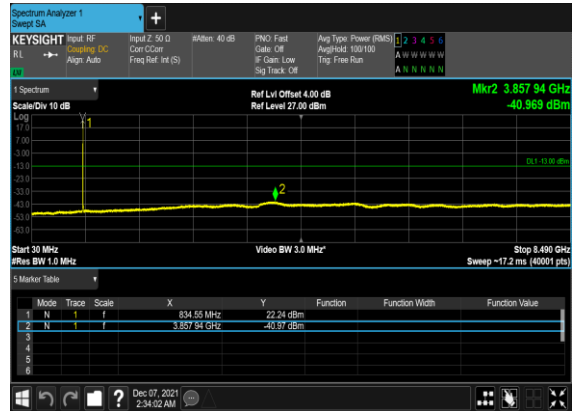 Spectrum Analyzer 1
Swept SA
+
KEYSIGHT Input: RF Input Z: 50 Ω #Atten: 40 dB PNO: Fast Avg Type: Power (RMS) 1 2 3 4 5 6
RL Coupling: DC Corr CCorr Gate: Off Avg|Hold: 100/100 A W W W W W
Align: Auto Freq Ref: Int (S) IF Gain: Low Trig: Free Run
Sig Track: Off A N N N N N
LXI
1 Spectrum
Ref Lvl Offset 4.00 dB Mkr2 3.857 94 GHz
Scale/Div 10 dB Ref Level 27.00 dBm -40.969 dBm
Log
1
17.0
7.00
-3.00
-13.0 DL1 -13.00 dBm
-23.0
-33.0
2
-43.0
-53.0
-63.0
Start 30 MHz Video BW 3.0 MHz* Stop 8.490 GHz
#Res BW 1.0 MHz Sweep ~17.2 ms (40001 pts)
5 Marker Table
Mode Trace Scale X Y Function Function Width Function Value
1 N 1 f 834.55 MHz 22.24 dBm
2 N 1 f 3.857 94 GHz -40.97 dBm
3
4
5
6
? Dec 07, 2021
2:34:02 AM